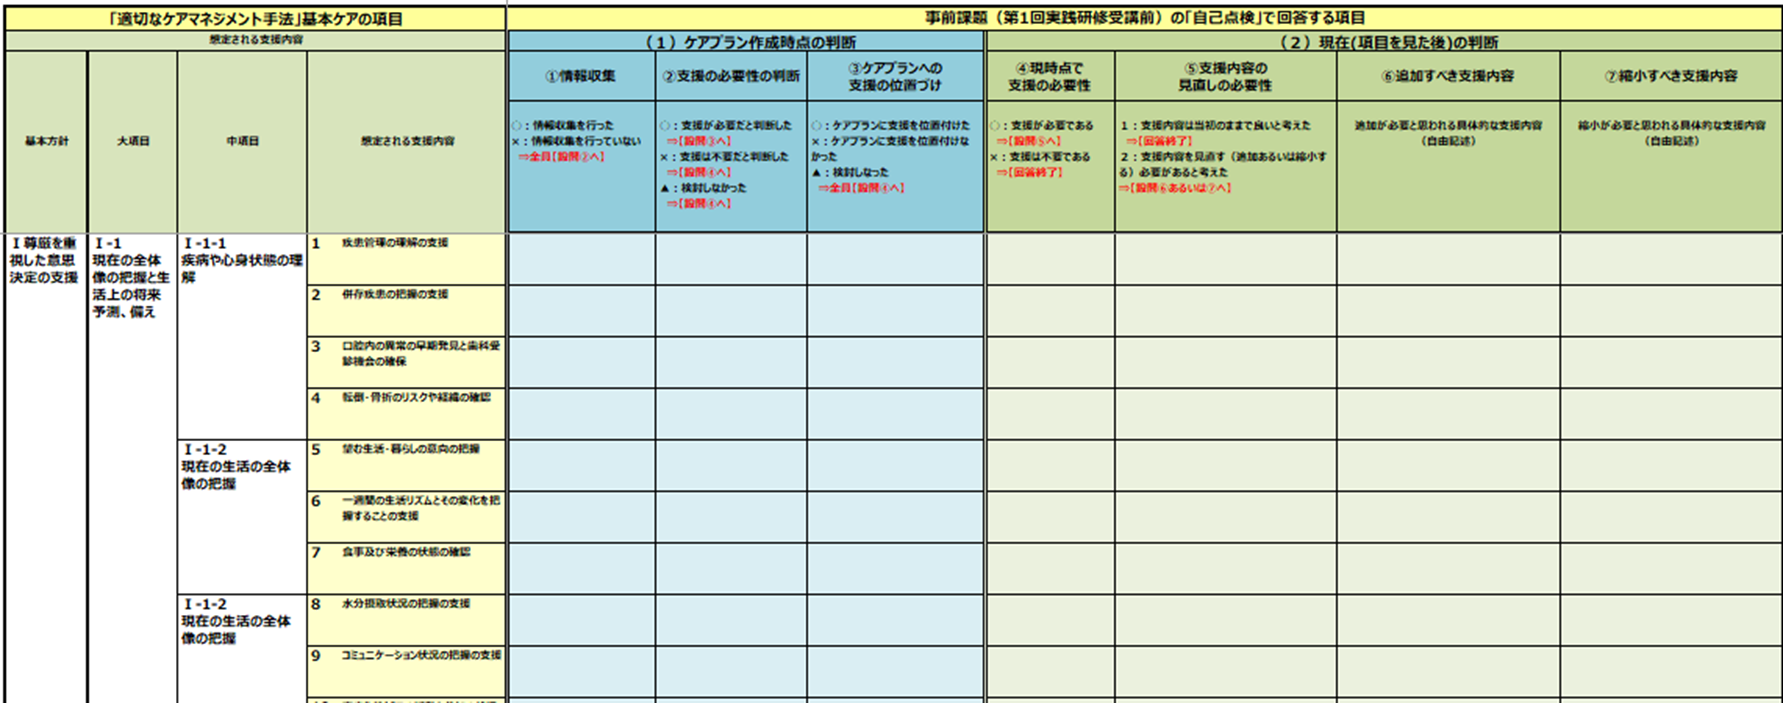 「適切なケアマネジメント手法」基本ケアの項目
事前課題（第1回実践研修受講前）の「自己点検」で回答する項目
想定される支援内容
（１）ケアプラン作成時点の判断
（２）現在(項目を見た後)の判断
基本方針
大項目
中項目
想定される支援内容
①情報収集
②支援の必要性の判断
③ケアプランへの
支援の位置づけ
④現時点で
支援の必要性
⑤支援内容の
見直しの必要性
⑥追加すべき支援内容
⑦縮小すべき支援内容
○：情報収集を行った
×：情報収集を行っていない
⇒全員【設問②へ】
○：支援が必要だと判断した
⇒【設問③へ】
×：支援は不要だと判断した
⇒【設問④へ】
▲：検討しなかった
⇒【設問④へ】
○：ケアプランに支援を位置付けた
×：ケアプランに支援を位置付けな
かった
▲：検討しなった
⇒全員【設問④へ】
○：支援が必要である
⇒【設問⑤へ】
×：支援は不要である
⇒【回答終了】
１：支援内容は当初のままで良いと考えた
⇒【回答終了】
２：支援内容を見直す（追加あるいは縮小す
る）必要があると考えた
⇒【設問⑥あるいは⑦へ】
追加が必要と思われる具体的な支援内容
（自由記述）
縮小が必要と思われる具体的な支援内容
（自由記述）
Ⅰ尊厳を重
視した意思
決定の支援
Ⅰ-1
現在の全体
像の把握と生
活上の将来
予測、備え
Ⅰ-1-1
疾病や心身状態の理
解
1 疾患管理の理解の支援
2 併存疾患の把握の支援
3 口腔内の異常の早期発見と歯科受
診機会の確保
4 転倒・骨折のリスクや経緯の確認
Ⅰ-1-2
現在の生活の全体
像の把握
5 望む生活・暮らしの意向の把握
6 一週間の生活リズムとその変化を把
握することの支援
7 食事及び栄養の状態の確認
Ⅰ-1-2
現在の生活の全体
像の把握
8 水分摂取状況の把握の支援
9 コミュニケーション状況の把握の支援